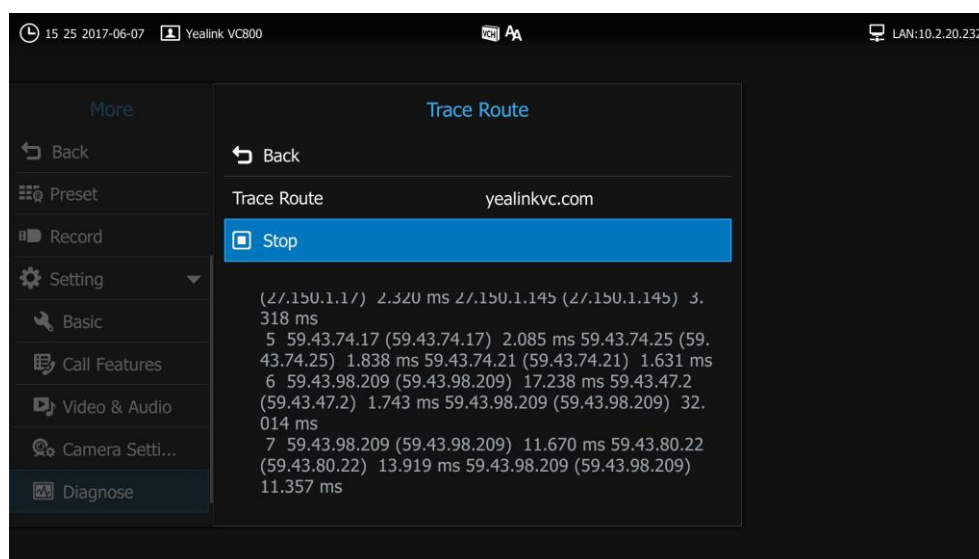 15 25 2017-06-07 Yealink VC800 VCH AA LAN:10.2.20.232
More
Back
Preset
Record
Setting
Basic
Call Features
Video & Audio
Camera Setti...
Diagnose
Trace Route
Back
Trace Route yealinkvc.com
Stop
(27.150.1.17) 2.320 ms 27.150.1.145 (27.150.1.145) 3.
318 ms
5 59.43.74.17 (59.43.74.17) 2.085 ms 59.43.74.25 (59.
43.74.25) 1.838 ms 59.43.74.21 (59.43.74.21) 1.631 ms
6 59.43.98.209 (59.43.98.209) 17.238 ms 59.43.47.2
(59.43.47.2) 1.743 ms 59.43.98.209 (59.43.98.209) 32.
014 ms
7 59.43.98.209 (59.43.98.209) 11.670 ms 59.43.80.22
(59.43.80.22) 13.919 ms 59.43.98.209 (59.43.98.209)
11.357 ms